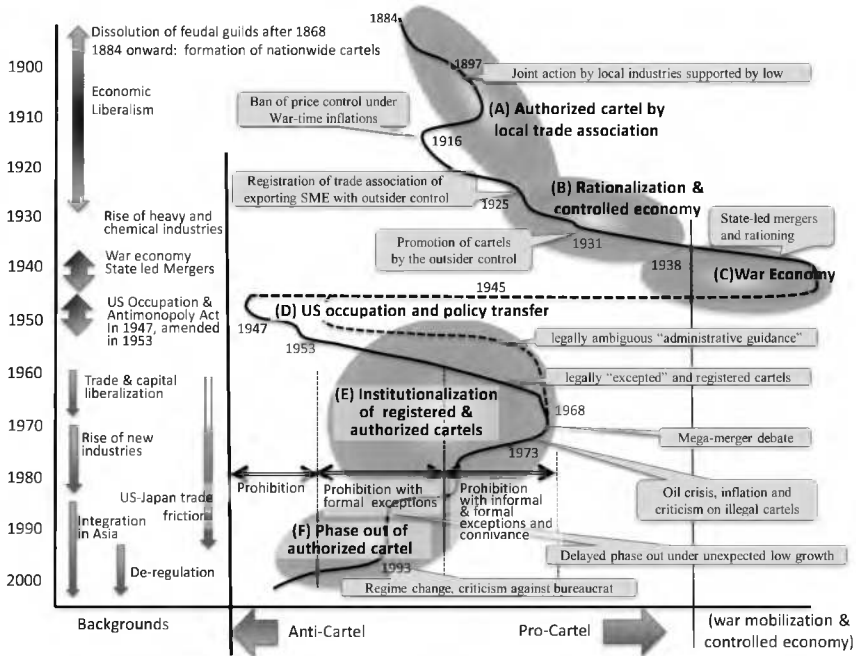 Dissolution of feudal guilds after 1868
1884 onward: formation of nationwide cartels
1884
1900
1897
Joint action by local industries supported by low
Economic
Liberalism
1910
Ban of price control under
War-time inflations
(A) Authorized cartel by
local trade association
1916
1920
Registration of trade association of
exporting SME with outsider control
1925
(B) Rationalization &
controlled economy
1930
Rise of heavy and
chemical industries
Promotion of cartels
by the outsider control
1931
State-led mergers
and rationing
1938
1940
War economy
State led Mergers
(C)War Economy
1945
US Occupation &
Antimonopoly Act
In 1947, amended
in 1953
(D) US occupation and policy transfer
1950
1947
1953
legally ambiguous "administrative guidance"
1960
Trade & capital
liberalization
legally "excepted" and registered cartels
(E) Institutionalization
of registered &
authorized cartels
1968
1970
Rise of new
industries
1973
Mega-merger debate
1980
Prohibition
Prohibition with
formal exceptions
Prohibition
with informal
& formal
exceptions and
connivance
Oil crisis, inflation and
criticism on illegal cartels
US-Japan trade
friction
1990
Integration
in Asia
(F) Phase out of
authorized cartel
Delayed phase out under unexpected low growth
1993
2000
De-regulation
Regime change, criticism against bureaucrat
Backgrounds
Anti-Cartel
Pro-Cartel
(war mobilization &
controlled economy)